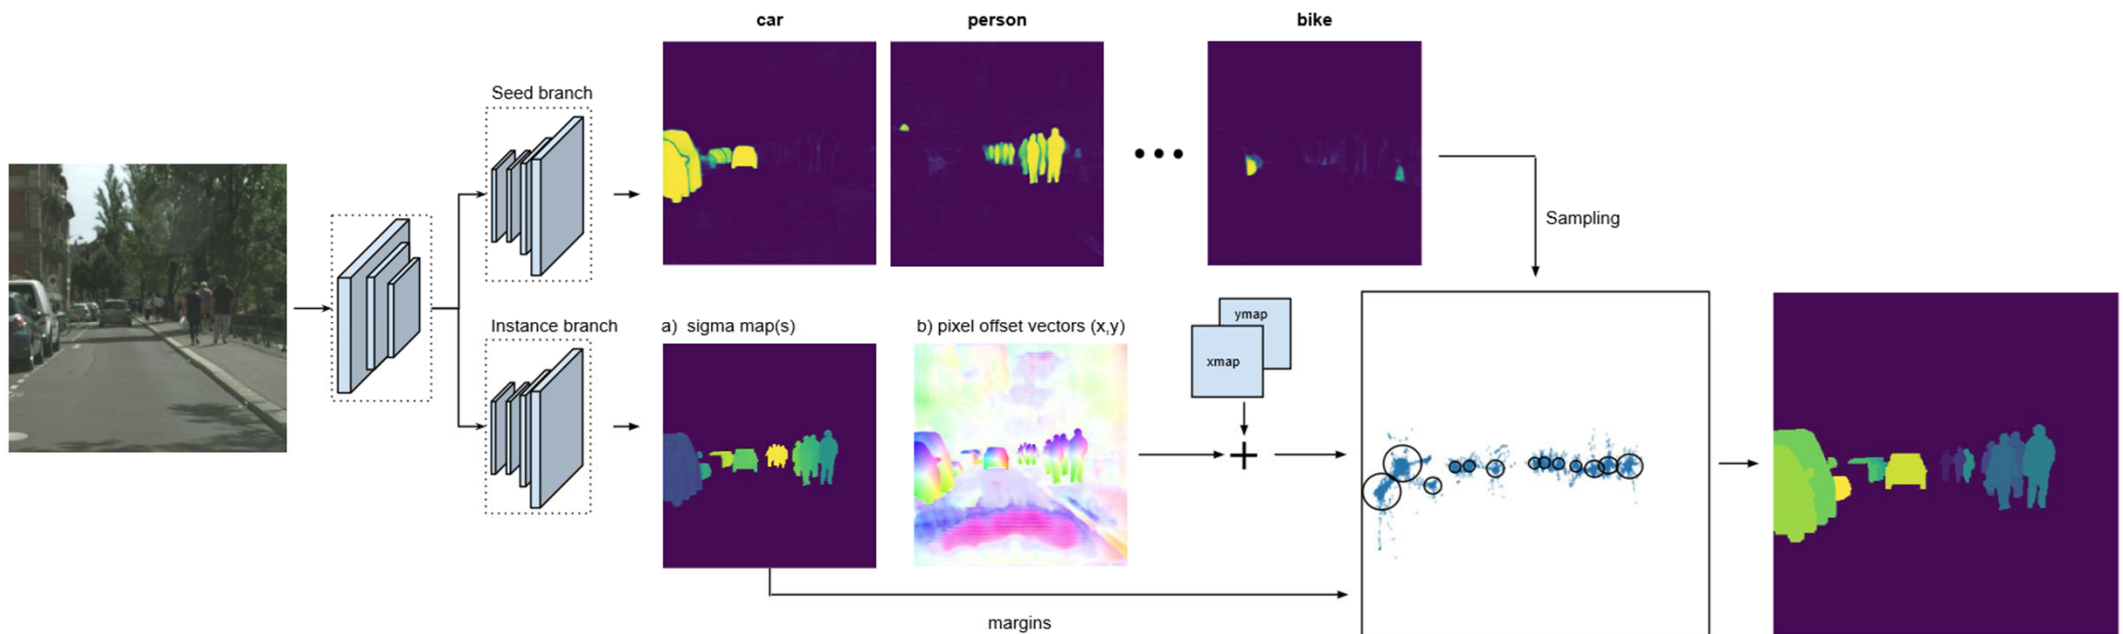 car
person
bike
Seed branch
Sampling
Instance branch
a) sigma map(s)
b) pixel offset vectors (x,y)
ymap
xmap
margins